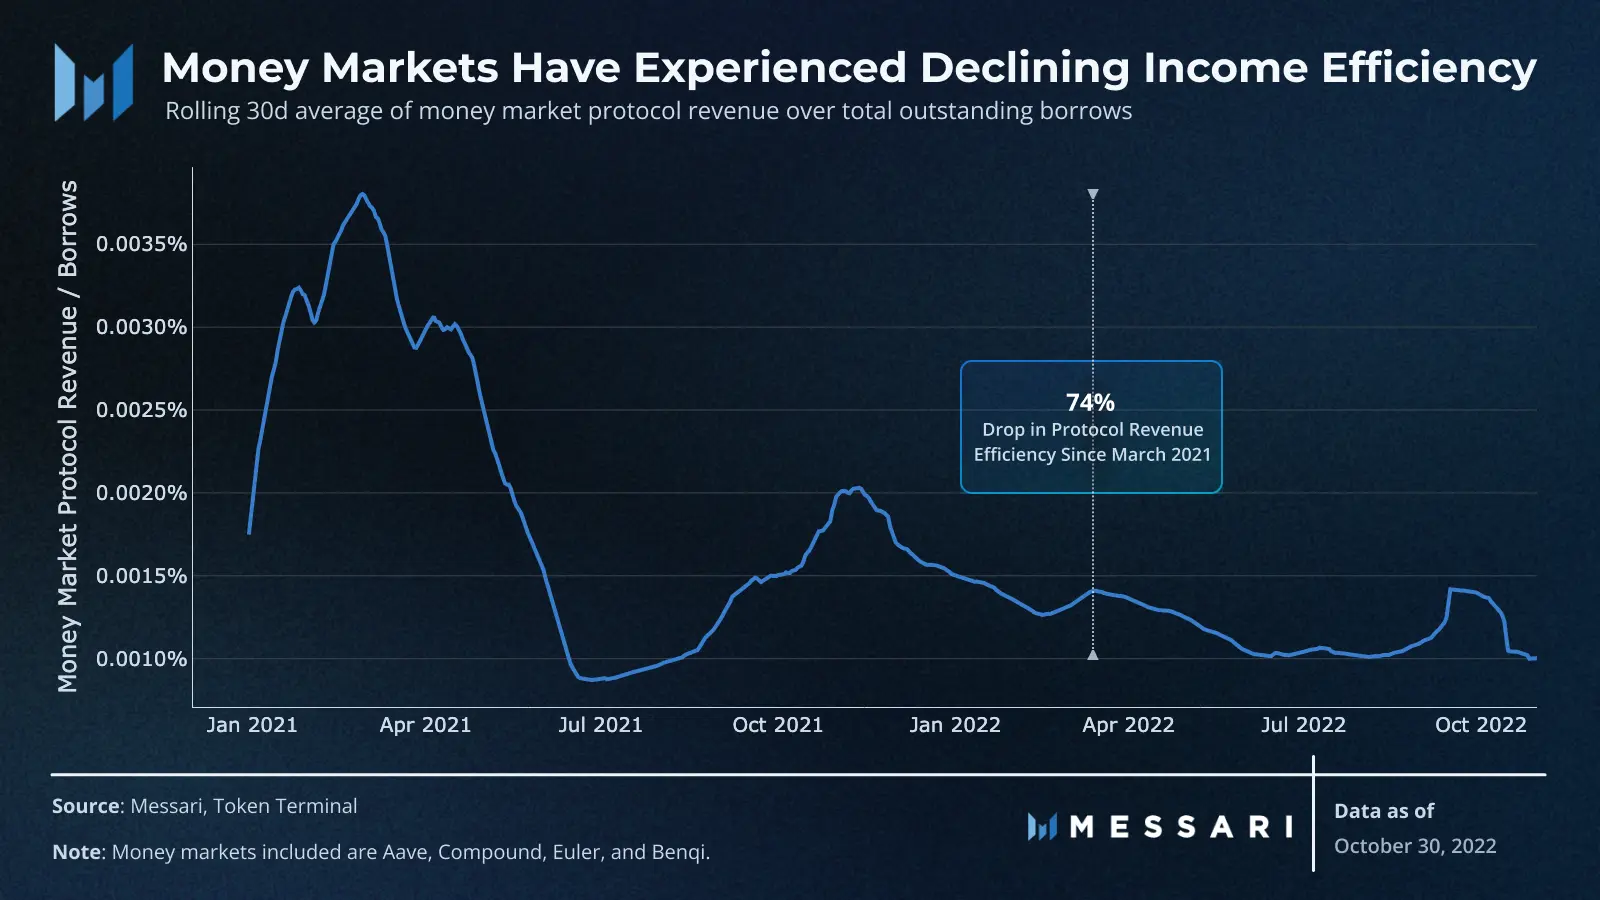 Money Markets Have Experienced Declining Income Efficiency
Rolling 30d average of money market protocol revenue over total outstanding borrows
Money Market Protocol Revenue / Borrows
0.0035%
0.0030%
0.0025%
0.0020%
0.0015%
0.0010%
74%
Drop in Protocol Revenue
Efficiency Since March 2021
Jan 2021
Apr 2021
Jul 2021
Oct 2021
Jan 2022
Apr 2022
Jul 2022
Oct 2022
Source: Messari, Token Terminal
Note: Money markets included are Aave, Compound, Euler, and Benqi.
MESSARI
Data as of
October 30, 2022